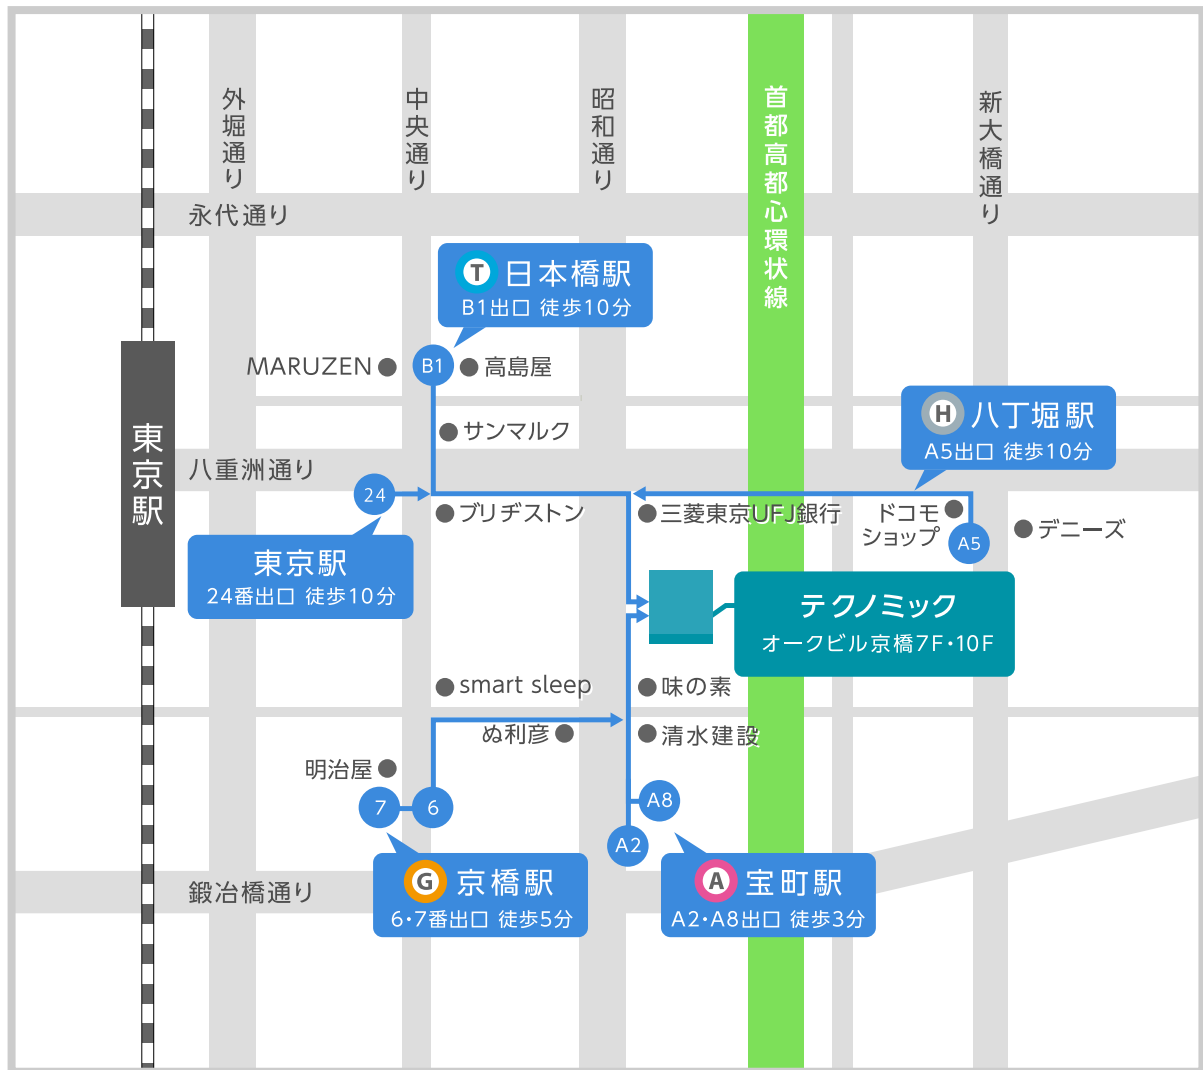 外堀通り
中央通り
昭和通り
首都高都心環状線
新大橋通り
永代通り
T 日本橋駅
B1出口 徒歩10分
MARUZEN
B1
高島屋
H 八丁堀駅
A5出口 徒歩10分
サンマルク
東京駅
八重洲通り
24
ブリヂストン
三菱東京UFJ銀行
ドコモ
ショップ
A5
デニーズ
東京駅
24番出口 徒歩10分
テクノミック
オークビル京橋7F・10F
smart sleep
味の素
ぬ利彦
清水建設
明治屋
7
6
A8
A2
鍛冶橋通り
G 京橋駅
6・7番出口 徒歩5分
A 宝町駅
A2・A8出口 徒歩3分